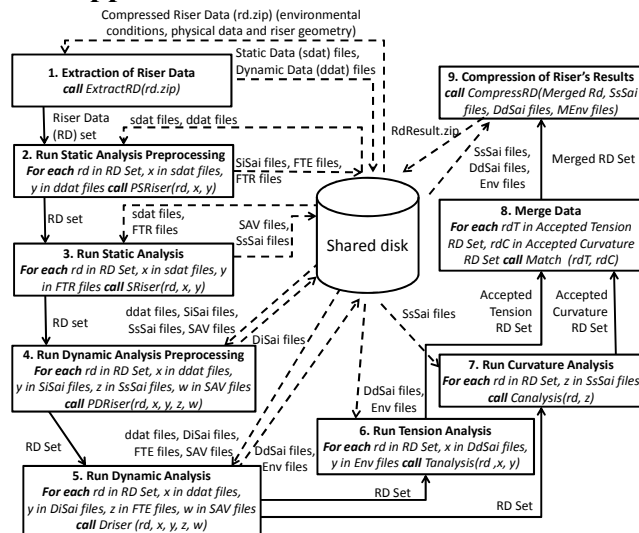 Compressed Riser Data (rd.zip) (environmental
conditions, physical data and riser geometry)
Static Data (sdat) files,
Dynamic Data (ddat) files
1. Extraction of Riser Data
call ExtractRD(rd.zip)
Riser Data
(RD) set
sdat files, ddat files
2. Run Static Analysis Preprocessing
For each rd in RD Set, x in sdat files,
y in ddat files call PSRiser(rd, x, y)
SiSai files, FTE files,
FTR files
RD set
sdat files,
FTR files
SAV files,
SsSai files
3. Run Static Analysis
For each rd in RD Set, x in sdat files, y
in FTR files call SRiser(rd, x, y)
RD set
ddat files, SiSai files,
SsSai files, SAV files
DiSai files
4. Run Dynamic Analysis Preprocessing
For each rd in RD Set, x in ddat files,
y in SiSai files, z in SsSai files, w in SAV files
call PDRiser(rd, x, y, z, w)
RD Set
ddat files, DiSai files,
FTE files, SAV files
DdSai files,
Env files
5. Run Dynamic Analysis
For each rd in RD Set, x in ddat files,
y in DiSai files, z in FTE files, w in SAV files
call Driser (rd, x, y, z, w)
RD Set
RD Set
Shared disk
DdSai files,
Env files
6. Run Tension Analysis
For each rd in RD Set, x in DdSai files,
y in Env files call Tanalysis(rd ,x, y)
SsSai files
7. Run Curvature Analysis
For each rd in RD Set, z in SsSai files
call Canalysis(rd, z)
Accepted
Tension
RD Set
Accepted
Curvature
RD Set
8. Merge Data
For each rdT in Accepted Tension
RD Set, rdC in Accepted Curvature
RD Set call Match (rdT, rdC)
Merged RD Set
SsSai files,
DdSai files,
Env files
RdResult.zip
9. Compression of Riser's Results
call CompressRD(Merged Rd, SsSai
files, DdSai files, MEnv files)